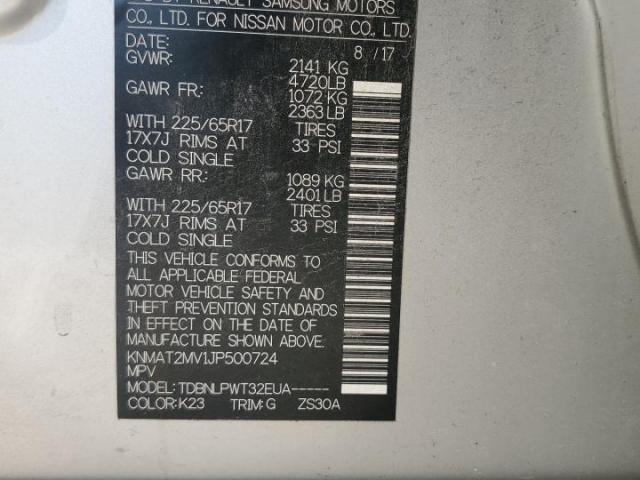 BY RENAULT SAMSUNG MOTORS
CO., LTD. FOR NISSAN MOTOR CO., LTD.
DATE: 8 /17
GVWR: 2141 KG
4720LB
GAWR FR: 1072 KG
2363 LB
WITH 225/65R17 TIRES
17X7J RIMS AT 33 PSI
COLD SINGLE
GAWR RR: 1089 KG
2401 LB
WITH 225/65R17 TIRES
17X7J RIMS AT 33 PSI
COLD SINGLE
THIS VEHICLE CONFORMS TO
ALL APPLICABLE FEDERAL
MOTOR VEHICLE SAFETY AND
THEFT PREVENTION STANDARDS
IN EFFECT ON THE DATE OF
MANUFACTURE SHOWN ABOVE.
KNMAT2MV1JP500724
MPV
MODEL: TDBNLPWT32EUA-----
COLOR: K23 TRIM: G ZS30A